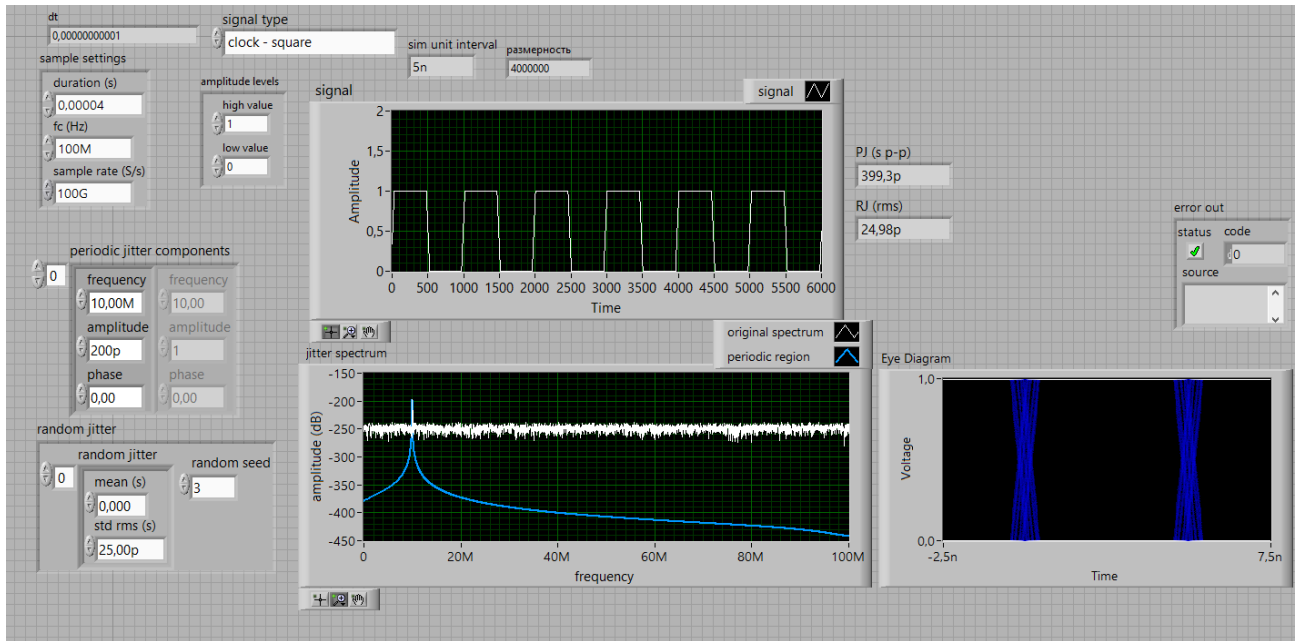 dt
0,00000000001
signal type
clock - square
sim unit interval
5n
размерность
4000000
sample settings
duration (s)
0,00004
fc (Hz)
100M
sample rate (S/s)
100G
amplitude levels
high value
1
low value
0
signal
signal
2
1,5
1
0,5
0
Amplitude
0 500 1000 1500 2000 2500 3000 3500 4000 4500 5000 5500 6000
Time
PJ (s p-p)
399,3p
RJ (rms)
24,98p
error out
status code
0
source
periodic jitter components
0
frequency frequency
10,00M 10,00
amplitude amplitude
200p 1
phase phase
0,00 0,00
random jitter
random jitter
0
mean (s)
0,000
std rms (s)
25,00p
random seed
3
original spectrum
periodic region
jitter spectrum
-150
-200
-250
-300
-350
-400
-450
amplitude (dB)
0 20M 40M 60M 80M 100M
frequency
Eye Diagram
1,0
0,0
Voltage
-2,5n 7,5n
Time